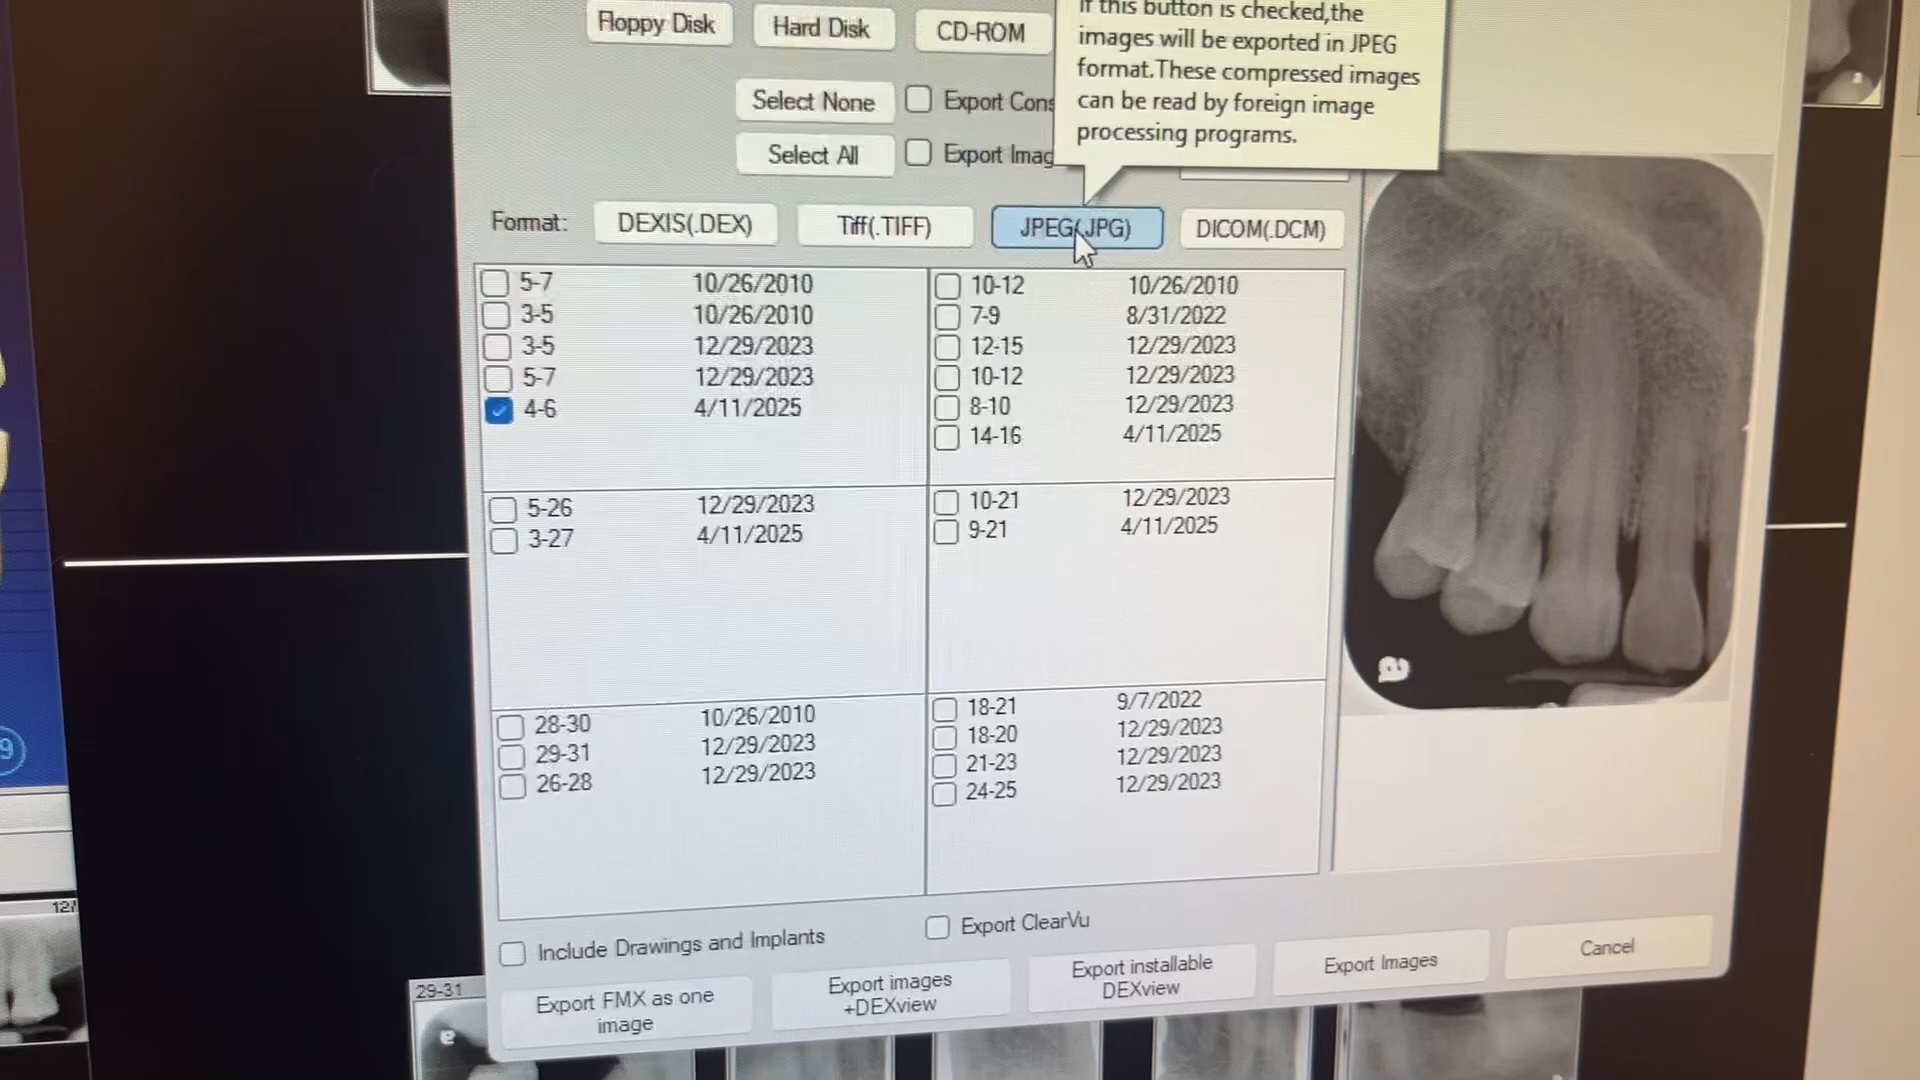 Floppy Disk Hard Disk CD-ROM
If this button is checked,the
images will be exported in JPEG
format.These compressed images
can be read by foreign image
processing programs.
Select None Export Cons
Select All Export Imag
Format: DEXIS(.DEX) Tiff(.TIFF) JPEG(.JPG) DICOM(.DCM)
5-7 10/26/2010
3-5 10/26/2010
3-5 12/29/2023
5-7 12/29/2023
4-6 4/11/2025
10-12 10/26/2010
7-9 8/31/2022
12-15 12/29/2023
10-12 12/29/2023
8-10 12/29/2023
14-16 4/11/2025
5-26 12/29/2023
3-27 4/11/2025
10-21 12/29/2023
9-21 4/11/2025
28-30 10/26/2010
29-31 12/29/2023
26-28 12/29/2023
18-21 9/7/2022
18-20 12/29/2023
21-23 12/29/2023
24-25 12/29/2023
a
9
12/
Include Drawings and Implants Export ClearVu
29-31
Export FMX as one
image
Export images
+DEXview
Export installable
DEXview
Export Images
Cancel